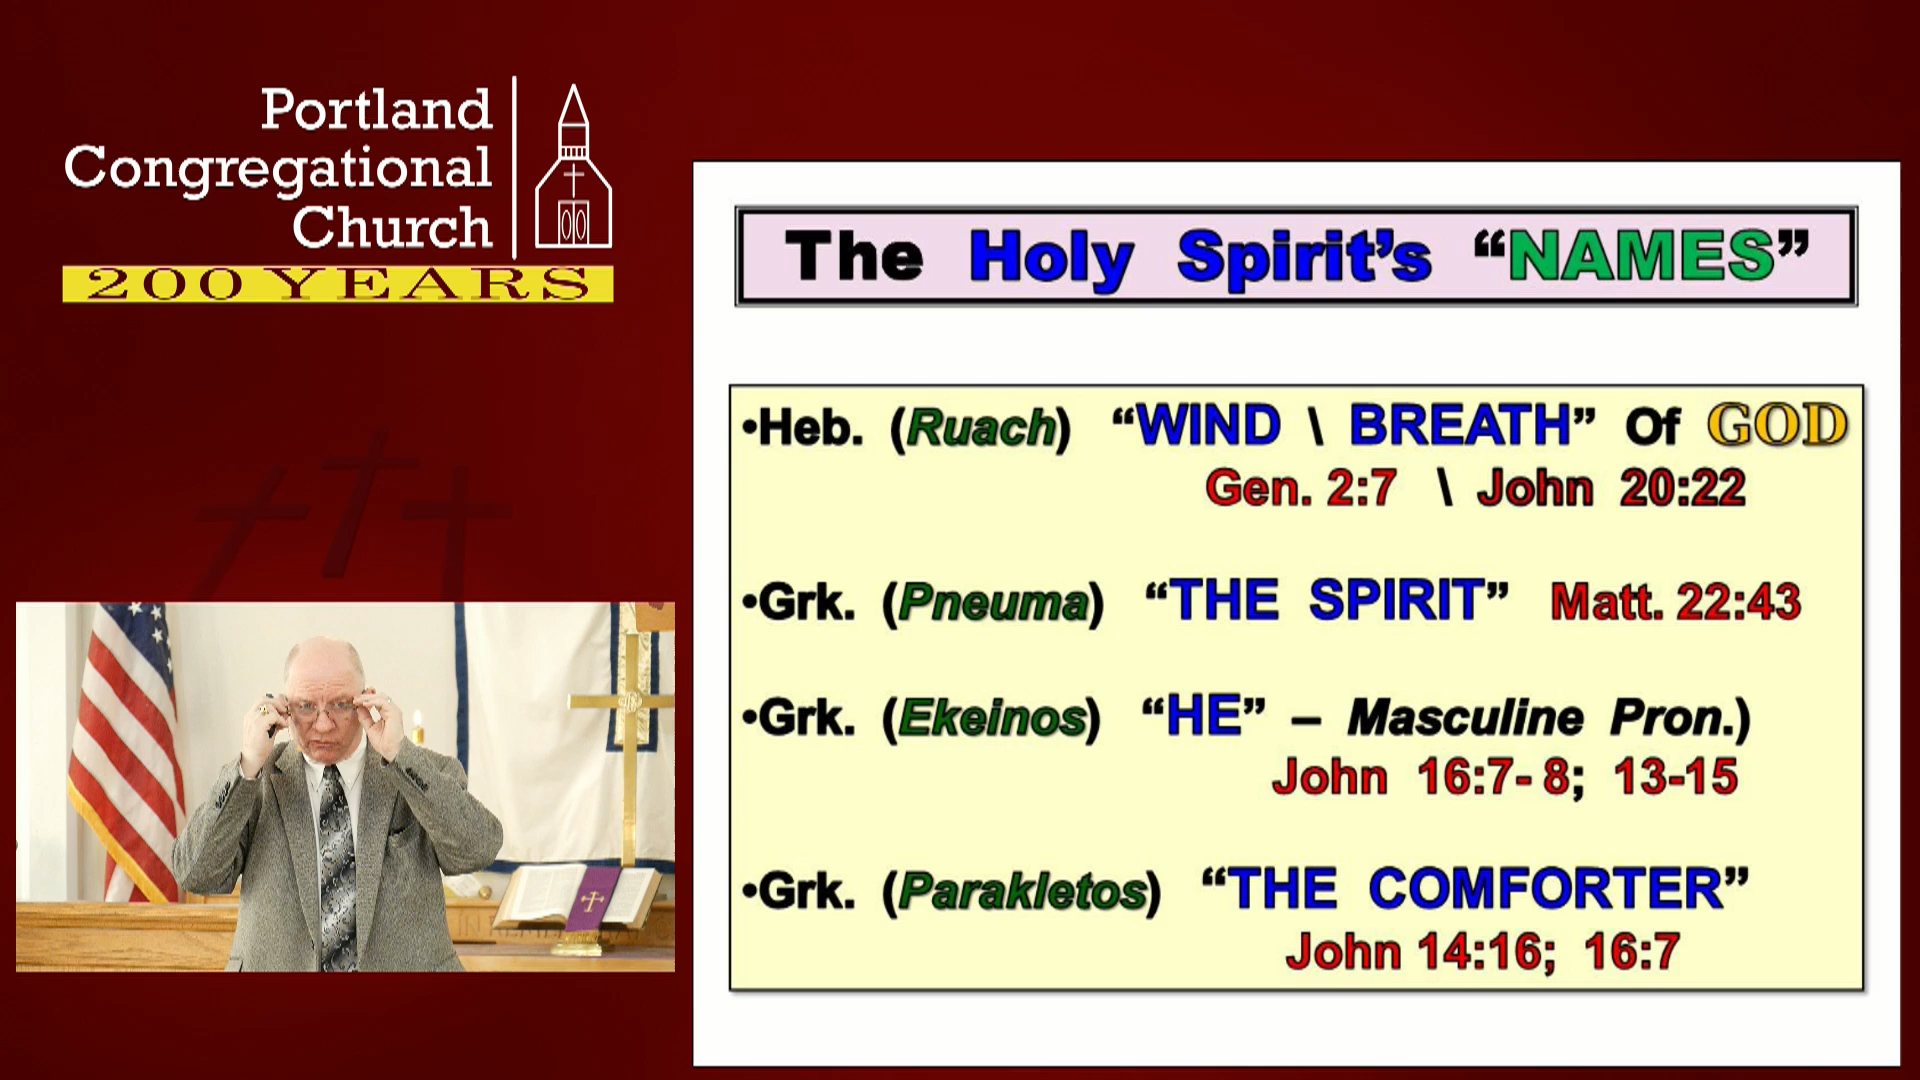 Portland
Congregational
Church
200 YEARS
The Holy Spirit’s “NAMES”
•Heb. (Ruach) “WIND \ BREATH” Of GOD
Gen. 2:7 \ John 20:22
•Grk. (Pneuma) “THE SPIRIT” Matt. 22:43
•Grk. (Ekeinos) “HE” – Masculine Pron.)
John 16:7- 8; 13-15
•Grk. (Parakletos) “THE COMFORTER”
John 14:16; 16:7